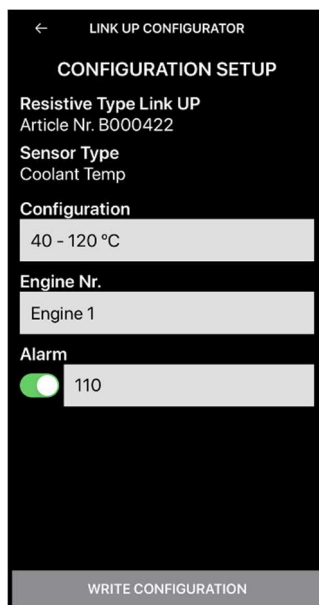 LINK UP CONFIGURATOR
CONFIGURATION SETUP
Resistive Type Link UP
Article Nr. B000422
Sensor Type
Coolant Temp
Configuration
40 - 120 °C
Engine Nr.
Engine 1
Alarm
110
WRITE CONFIGURATION